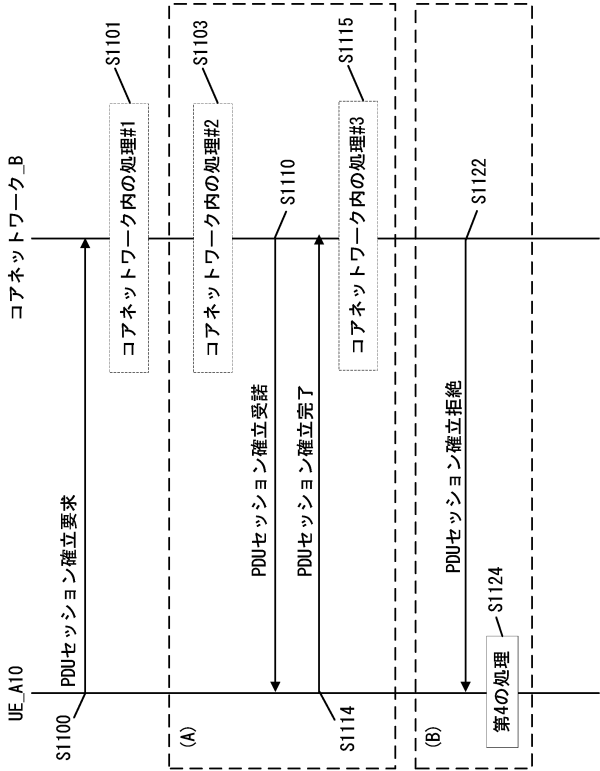 UE_A10
コアネットワーク_B
S1100
PDUセッション確立要求
コアネットワーク内の処理#1
S1101
(A)
コアネットワーク内の処理#2
S1103
PDUセッション確立受諾
S1110
PDUセッション確立完了
S1114
コアネットワーク内の処理#3
S1115
(B)
PDUセッション確立拒絶
S1122
第4の処理
S1124